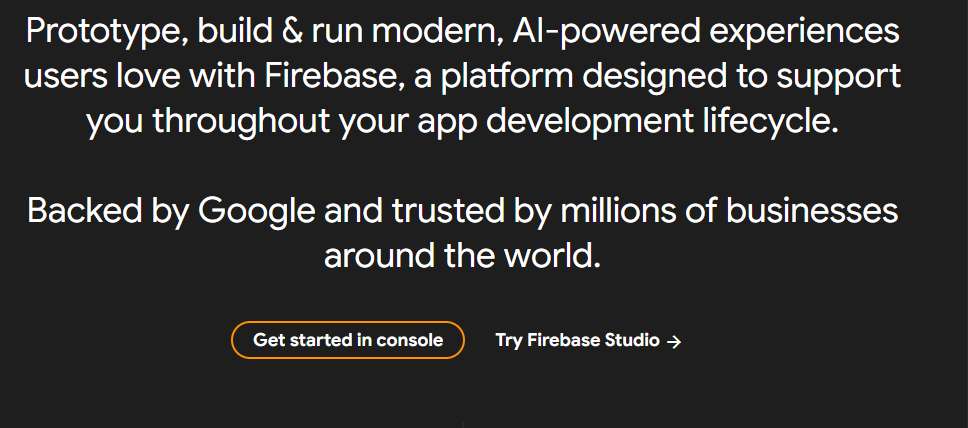 Prototype, build & run modern, AI-powered experiences
users love with Firebase, a platform designed to support
you throughout your app development lifecycle.
Backed by Google and trusted by millions of businesses
around the world.
Get started in console
Try Firebase Studio →